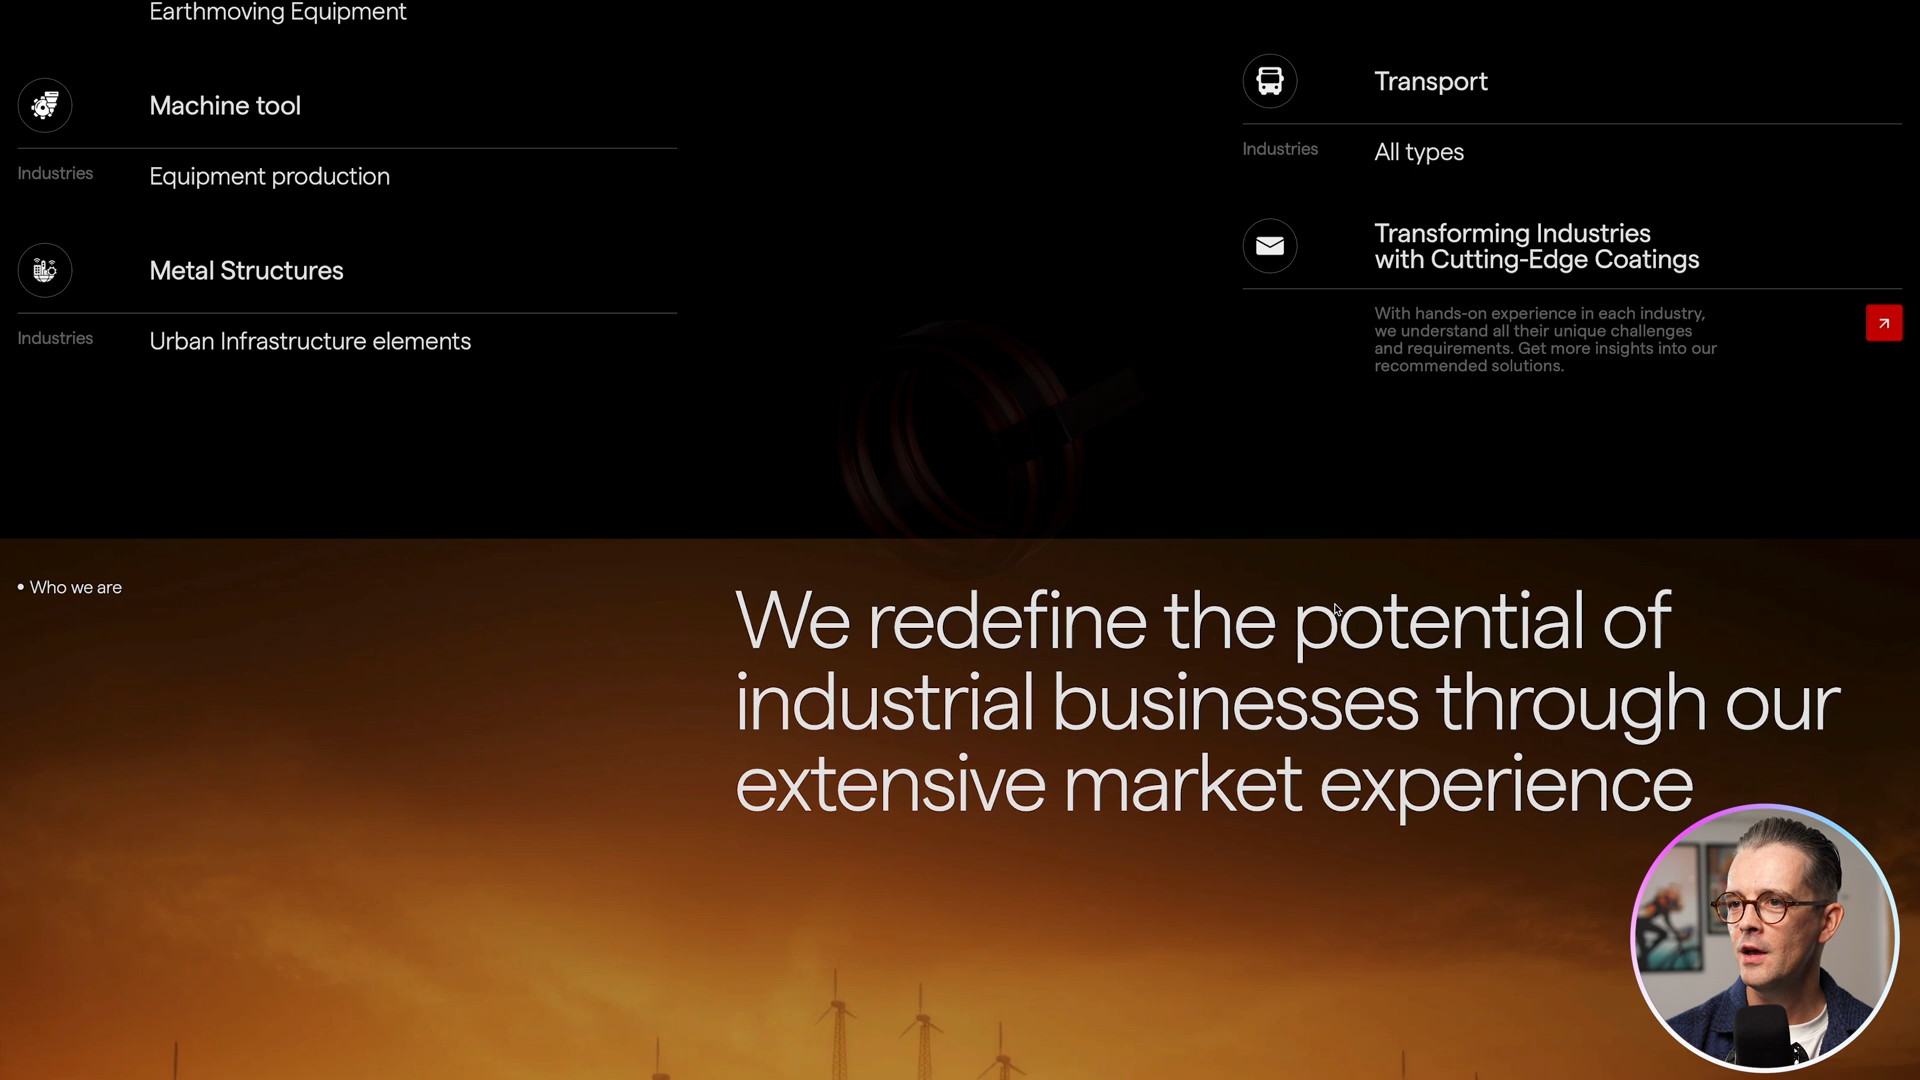 Earthmoving Equipment
Machine tool
Industries
Equipment production
Metal Structures
Industries
Urban Infrastructure elements
Transport
Industries
All types
Transforming Industries
with Cutting-Edge Coatings
With hands-on experience in each industry,
we understand all their unique challenges
and requirements. Get more insights into our
recommended solutions.
• Who we are
We redefine the potential of
industrial businesses through our
extensive market experience